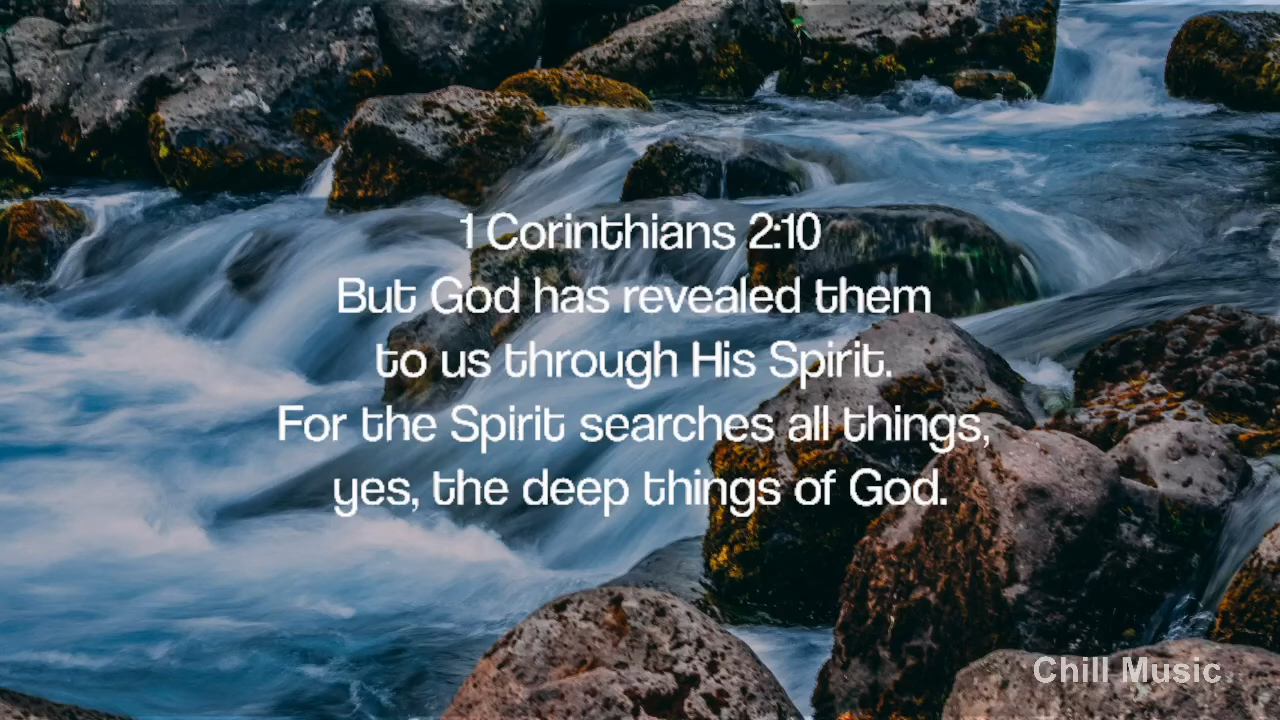 1 Corinthians 2:10
But God has revealed them
to us through His Spirit.
For the Spirit searches all things,
yes, the deep things of God.
Chill Music